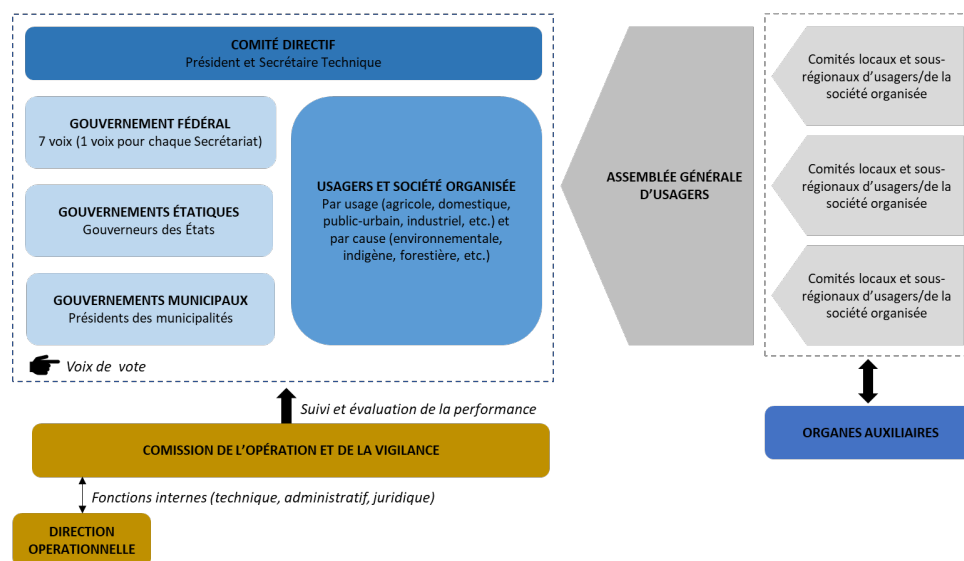 COMITÉ DIRECTIF
Président et Secrétaire Technique
GOUVERNEMENT FÉDÉRAL
7 voix (1 voix pour chaque Secrétariat)
GOUVERNEMENTS ÉTATIQUES
Gouverneurs des États
GOUVERNEMENTS MUNICIPAUX
Présidents des municipalités
USAGERS ET SOCIÉTÉ ORGANISÉE
Par usage (agricole, domestique,
public-urbain, industriel, etc.) et
par cause (environnementale,
indigène, forestière, etc.)
Voix de vote
ASSEMBLÉE GÉNÉRALE
D’USAGERS
Comités locaux et sous-
régionaux d’usagers/de la
société organisée
Comités locaux et sous-
régionaux d’usagers/de la
société organisée
Comités locaux et sous-
régionaux d’usagers/de la
société organisée
Suivi et évaluation de la performance
COMISSION DE L’OPÉRATION ET DE LA VIGILANCE
ORGANES AUXILIAIRES
Fonctions internes (technique, administratif, juridique)
DIRECTION
OPERATIONNELLE